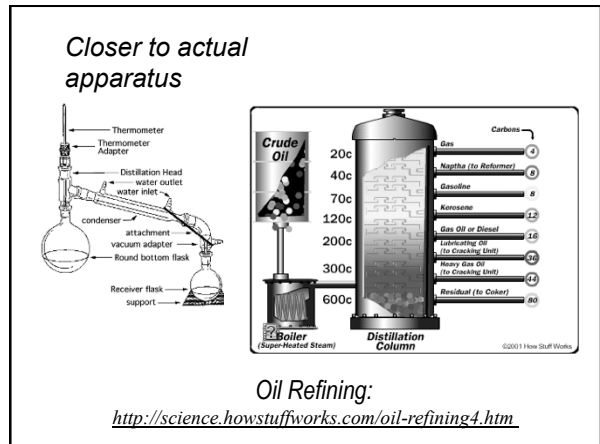 Closer to actual
apparatus
Thermometer
Thermometer
Adapter
Distillation Head
water outlet
water inlet
condenser
attachment
vacuum adapter
Round bottom flask
Receiver flask
support
Crude
Oil
Carbons
20c
Gas
4
40c
Naptha (to Reformer)
8
70c
Gasoline
8
120c
Kerosene
12
200c
Gas Oil or Diesel
16
Lubricating Oil
(to Cracking Unit)
36
300c
Heavy Gas Oil
(to Cracking Unit)
44
600c
Residual (to Coker)
80
?
Boiler
(Super-Heated Steam)
Distillation
Column
©2001 How Stuff Works
Oil Refining:
http://science.howstuffworks.com/oil-refining4.htm